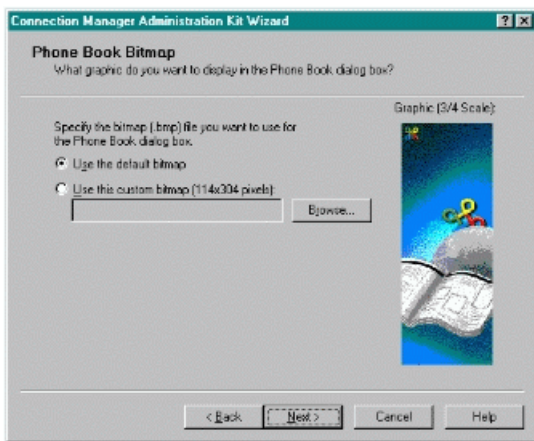 Connection Manager Administration Kit Wizard
Phone Book Bitmap
What graphic do you want to display in the Phone Book dialog box?
Graphic (3/4 Scale):
Specify the bitmap (.bmp) file you want to use for
the Phone Book dialog box.
Use the default bitmap
Use this custom bitmap (114x304 pixels):
Browse...
< Back
Next >
Cancel
Help